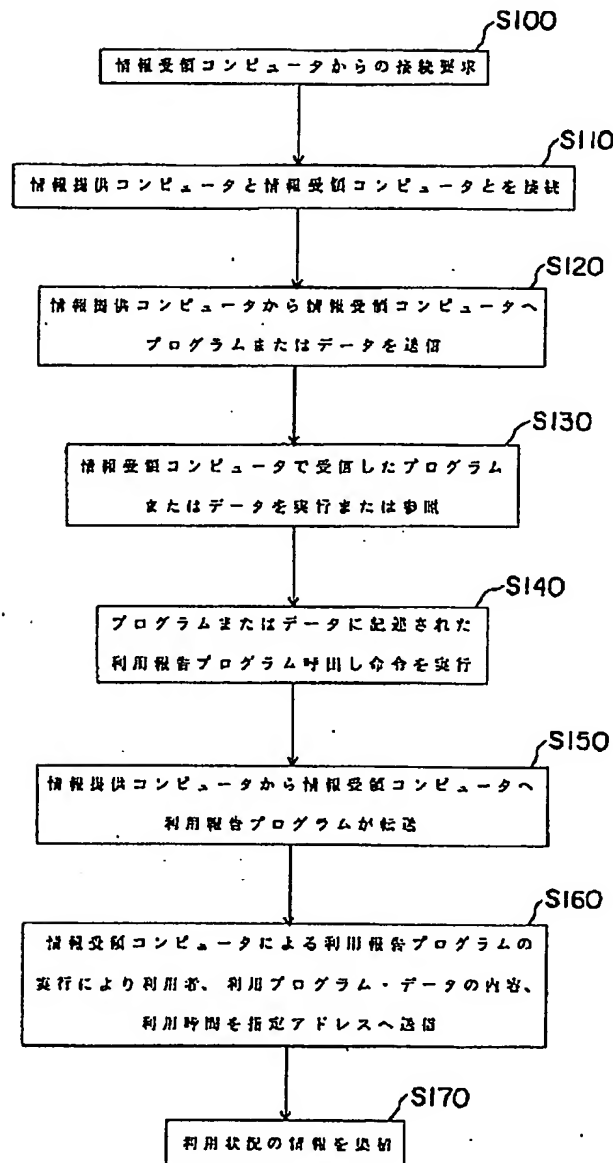 S100
情報受領コンピュータからの接続要求
S110
情報提供コンピュータと情報受領コンピュータとを接続
S120
情報提供コンピュータから情報受領コンピュータへ
プログラムまたはデータを送信
S130
情報受領コンピュータで受信したプログラム
またはデータを実行または参照
S140
プログラムまたはデータに記述された
利用報告プログラム呼出し命令を実行
S150
情報提供コンピュータから情報受領コンピュータへ
利用報告プログラムが転送
S160
情報受領コンピュータによる利用報告プログラムの
実行により利用者、利用プログラム・データの内容、
利用時間を指定アドレスへ送信
S170
利用状況の情報を集積